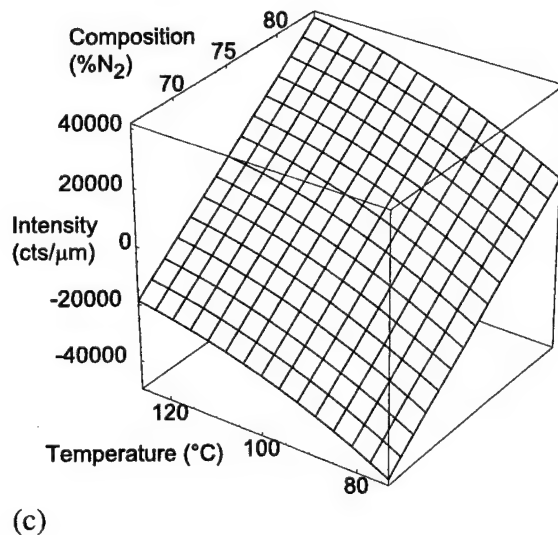 Composition
(%N2)
80
75
70
40000
20000
Intensity
(cts/μm)
0
-20000
-40000
120
100
80
Temperature (°C)
(c)